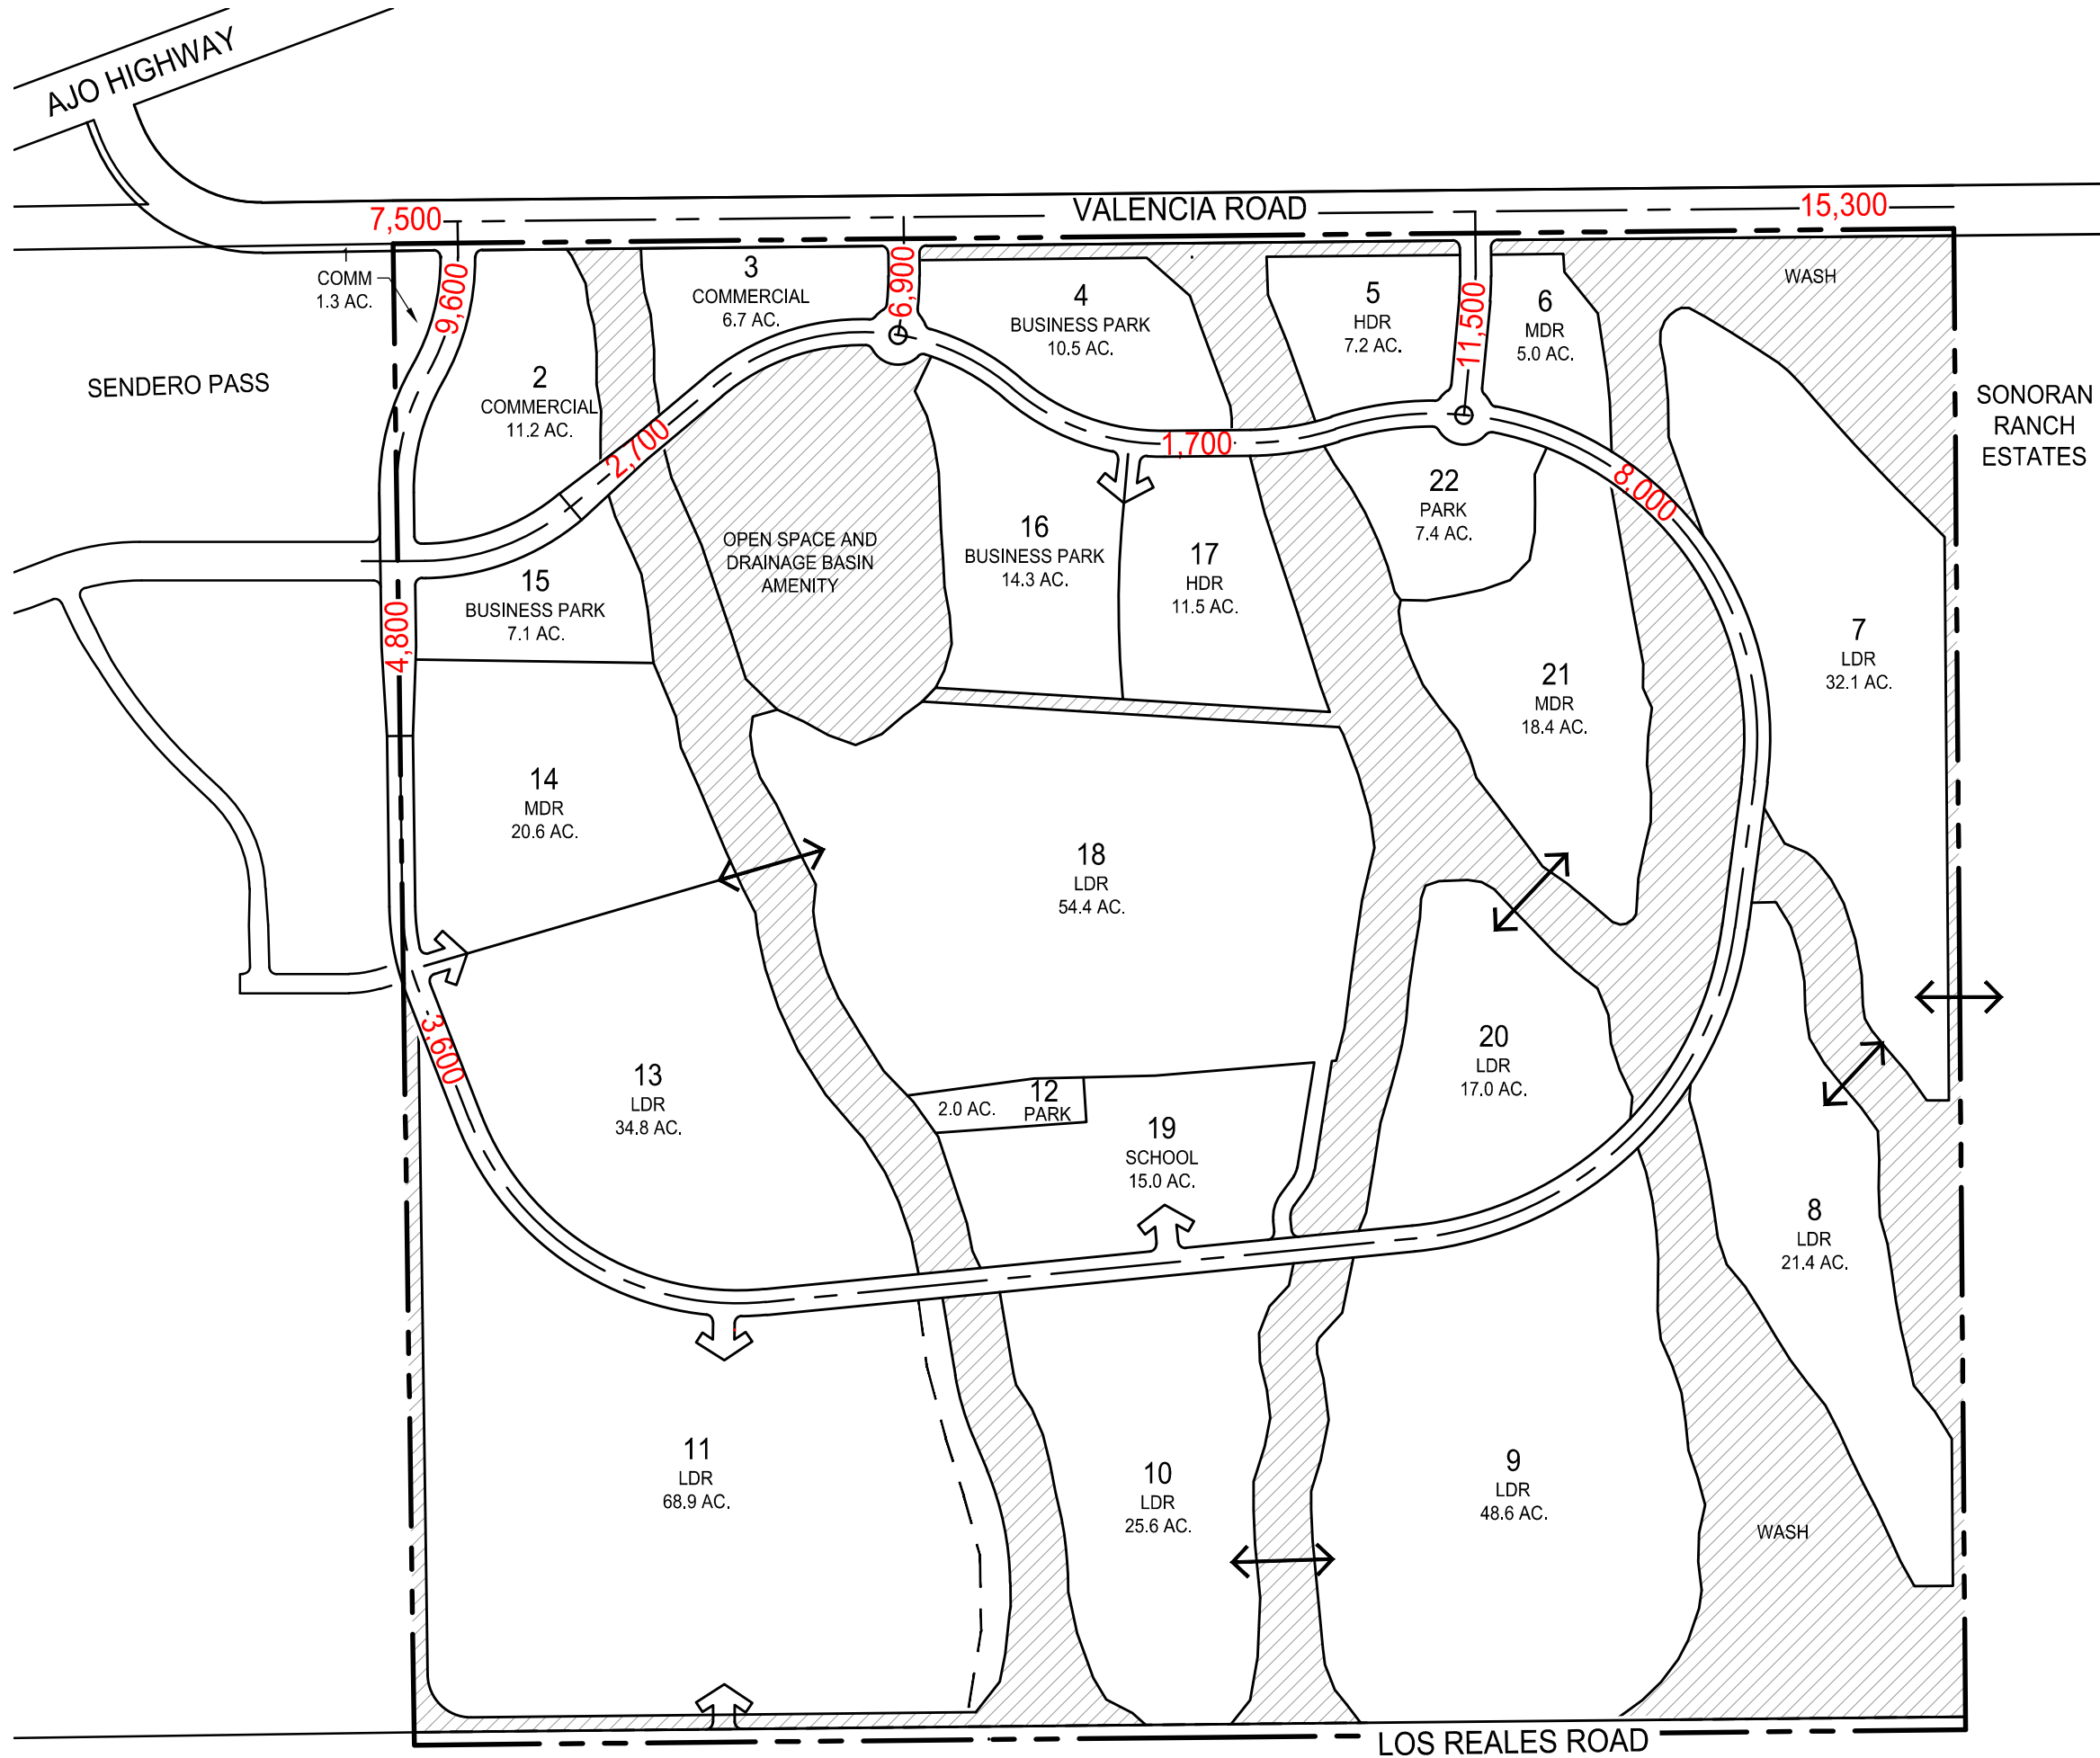 AJO HIGHWAY
VALENCIA ROAD
7,500
15,300
COMM
1.3 AC.
9,600
3
COMMERCIAL
6.7 AC.
6,900
4
BUSINESS PARK
10.5 AC.
5
HDR
7.2 AC.
11,500
6
MDR
5.0 AC.
WASH
SENDERO PASS
2
COMMERCIAL
11.2 AC.
SONORAN
RANCH
ESTATES
2,700
1,700
8,000
22
PARK
7.4 AC.
OPEN SPACE AND
DRAINAGE BASIN
AMENITY
16
BUSINESS PARK
14.3 AC.
17
HDR
11.5 AC.
15
BUSINESS PARK
7.1 AC.
4,800
7
LDR
32.1 AC.
21
MDR
18.4 AC.
14
MDR
20.6 AC.
18
LDR
54.4 AC.
3,600
13
LDR
34.8 AC.
20
LDR
17.0 AC.
2.0 AC.
12
PARK
19
SCHOOL
15.0 AC.
8
LDR
21.4 AC.
11
LDR
68.9 AC.
10
LDR
25.6 AC.
9
LDR
48.6 AC.
WASH
LOS REALES ROAD